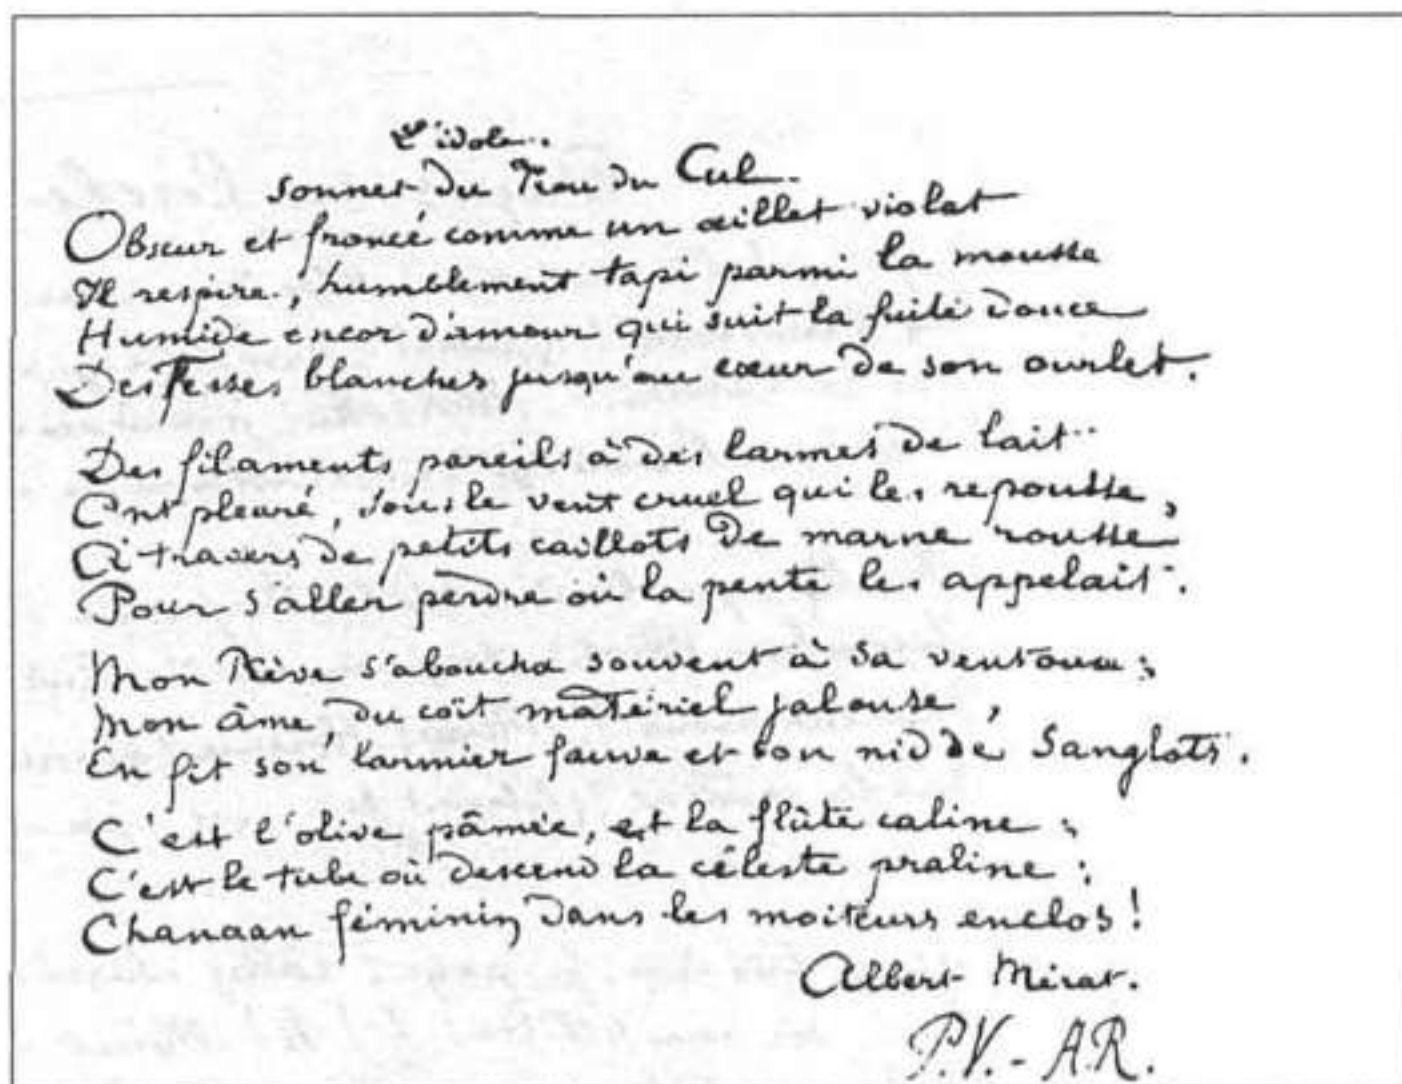 L'idole.
Sonnet du Trou du Cul.
Obscur et froncé comme un œillet violet
Il respire, humblement tapi parmi la mousse
Humide encor d'amour qui suit la fuite douce
Des Fesses blanches jusqu'au cœur de son ourlet.
Des filaments pareils à des larmes de lait
Ont pleuré, sous le vent cruel qui les repousse,
À travers de petits caillots de marne rousse
Pour s'aller perdre où la pente les appelait.
Mon Rêve s'aboucha souvent à sa ventouse ;
Mon âme, du coït matériel jalouse,
En fit son larmier fauve et son nid de sanglots.
C'est l'olive pâmée, et la flûte caline ;
C'est le tube où descend la céleste praline :
Chanaan féminin dans les moiteurs enclos !
Albert Mérat.
P.V. - A.R.